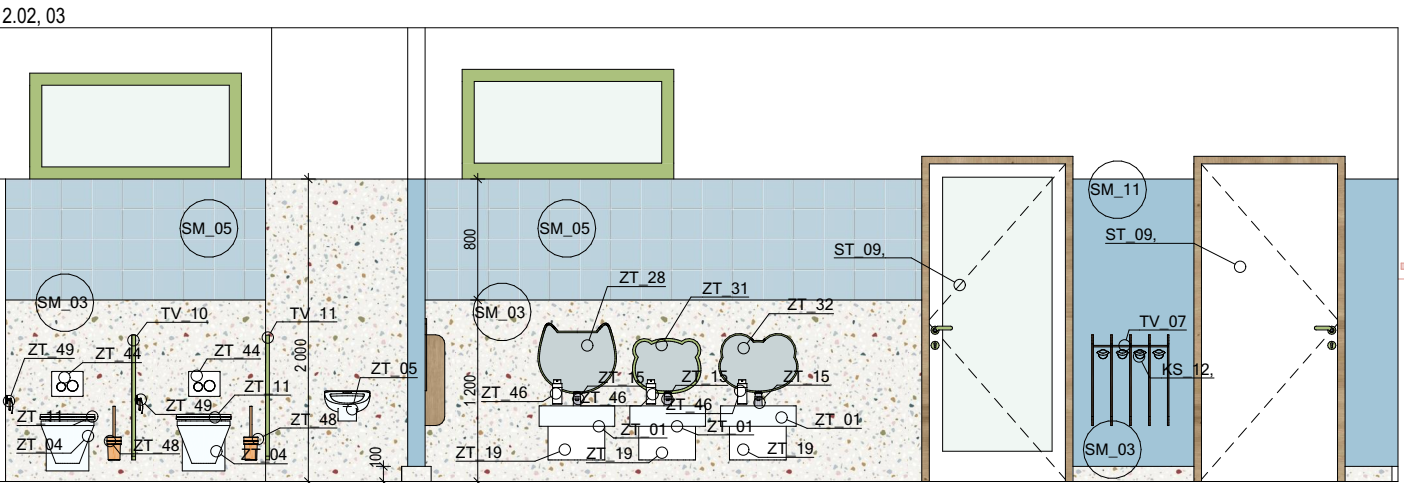 2.02, 03
SM_11
SM_05
SM_05
ST_09,
ST_09,
800
ZT_28
ZT_31
SM_03
ZT_32
SM_03
TV_10
TV_11
TV_07
ZT_49
ZT_44
ZT_44
2 000
ZT_05
KS_12,
ZT_11
ZT_15
ZT_15
ZT_15
1 200
ZT_46
ZT_46
ZT_46
ZT_11
ZT_49
ZT_48
ZT_01
ZT_01
ZT_01
ZT_04
ZT_48
ZT_04
100
ZT_19
ZT_19
ZT_19
SM_03